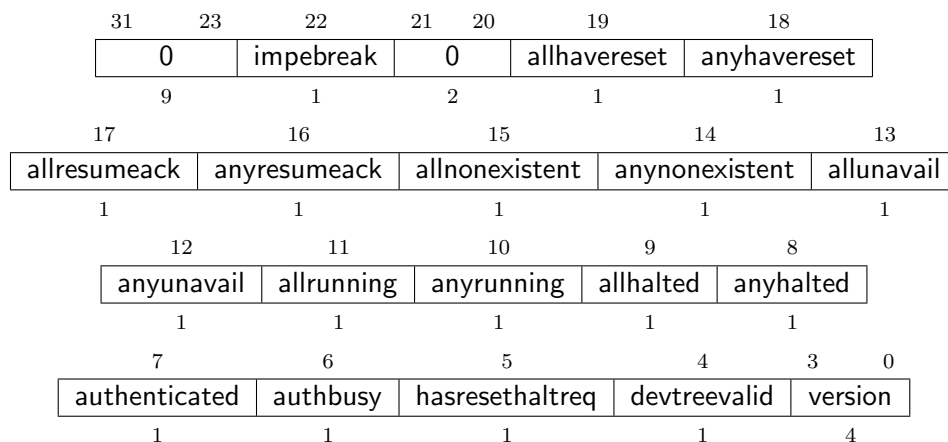 31 23 22 21 20 19 18
0 impebreak 0 allhavereset anyhavereset
9 1 2 1 1
17 16 15 14 13
allresumeack anyresumeack allnonexistent anynonexistent allunavail
1 1 1 1 1
12 11 10 9 8
anyunavail allrunning anyrunning allhalted anyhalted
1 1 1 1 1
7 6 5 4 3 0
authenticated authbusy hasresethaltreq devtreevalid version
1 1 1 1 4